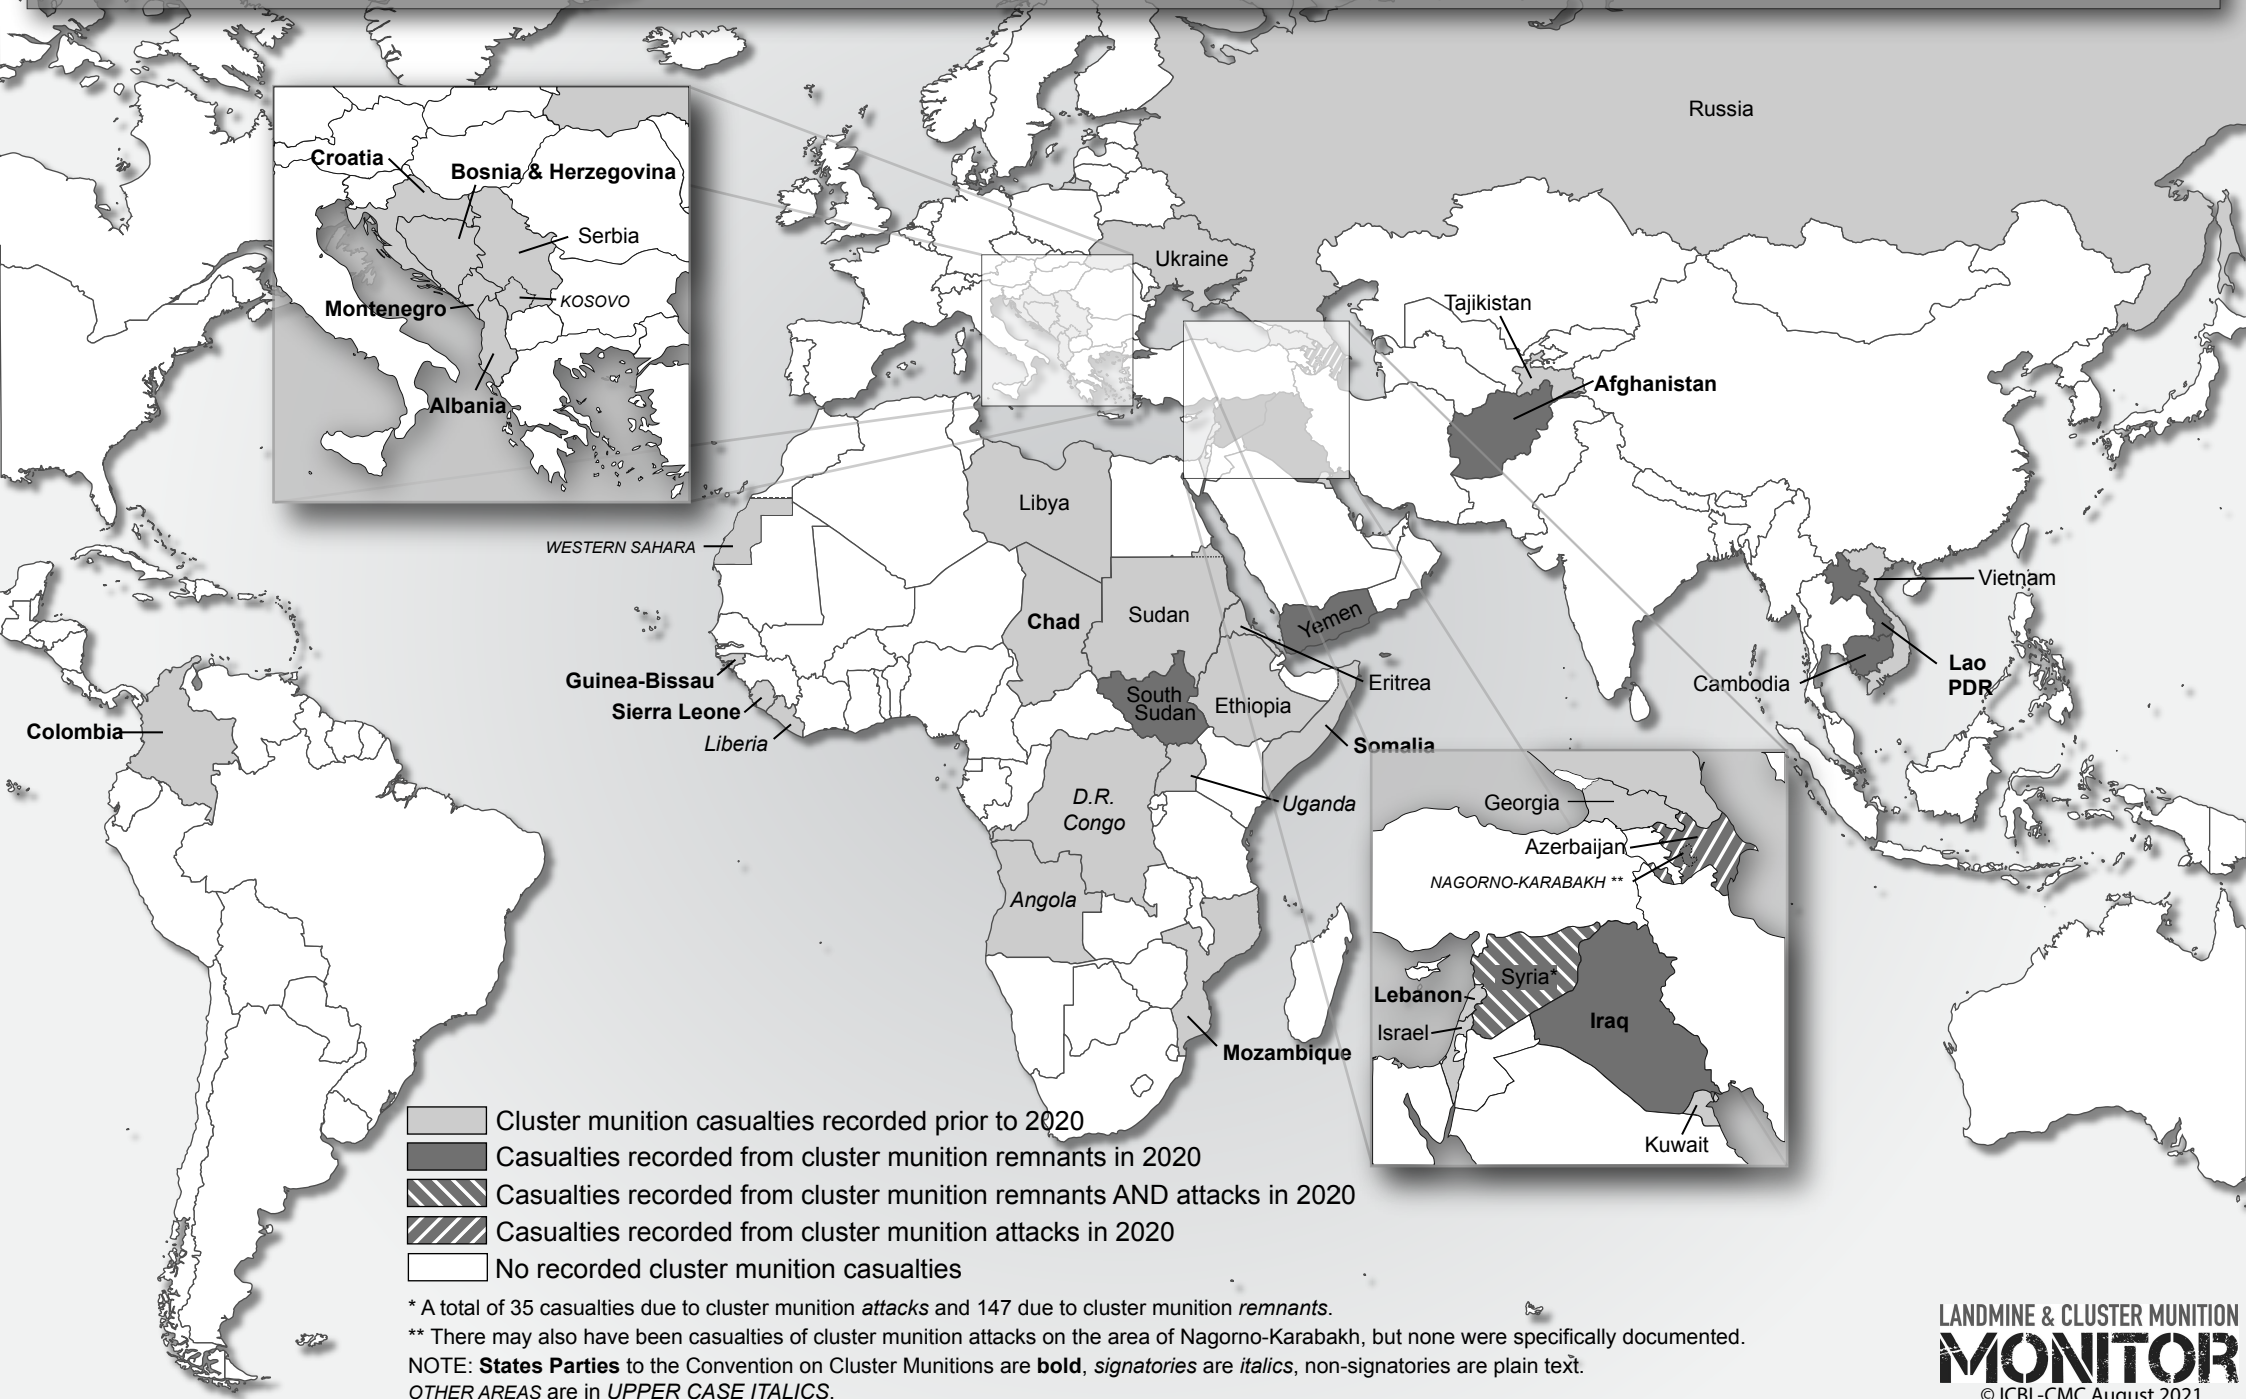 Russia
Croatia
Bosnia & Herzegovina
Serbia
KOSOVO
Montenegro
Albania
Ukraine
Tajikistan
Afghanistan
Libya
WESTERN SAHARA
Vietnam
Chad
Sudan
Yemen
Guinea-Bissau
Sierra Leone
Liberia
Colombia
South
Sudan
Ethiopia
Eritrea
Somalia
Cambodia
Lao
PDR
D.R.
Congo
Uganda
Angola
Mozambique
Georgia
Azerbaijan
NAGORNO-KARABAKH **
Syria*
Lebanon
Israel
Iraq
Kuwait
Cluster munition casualties recorded prior to 2020
Casualties recorded from cluster munition remnants in 2020
Casualties recorded from cluster munition remnants AND attacks in 2020
Casualties recorded from cluster munition attacks in 2020
No recorded cluster munition casualties
* A total of 35 casualties due to cluster munition attacks and 147 due to cluster munition remnants.
** There may also have been casualties of cluster munition attacks on the area of Nagorno-Karabakh, but none were specifically documented.
NOTE: States Parties to the Convention on Cluster Munitions are bold, signatories are italics, non-signatories are plain text.
OTHER AREAS are in UPPER CASE ITALICS.
LANDMINE & CLUSTER MUNITION
MONITOR
© ICBL-CMC August 2021